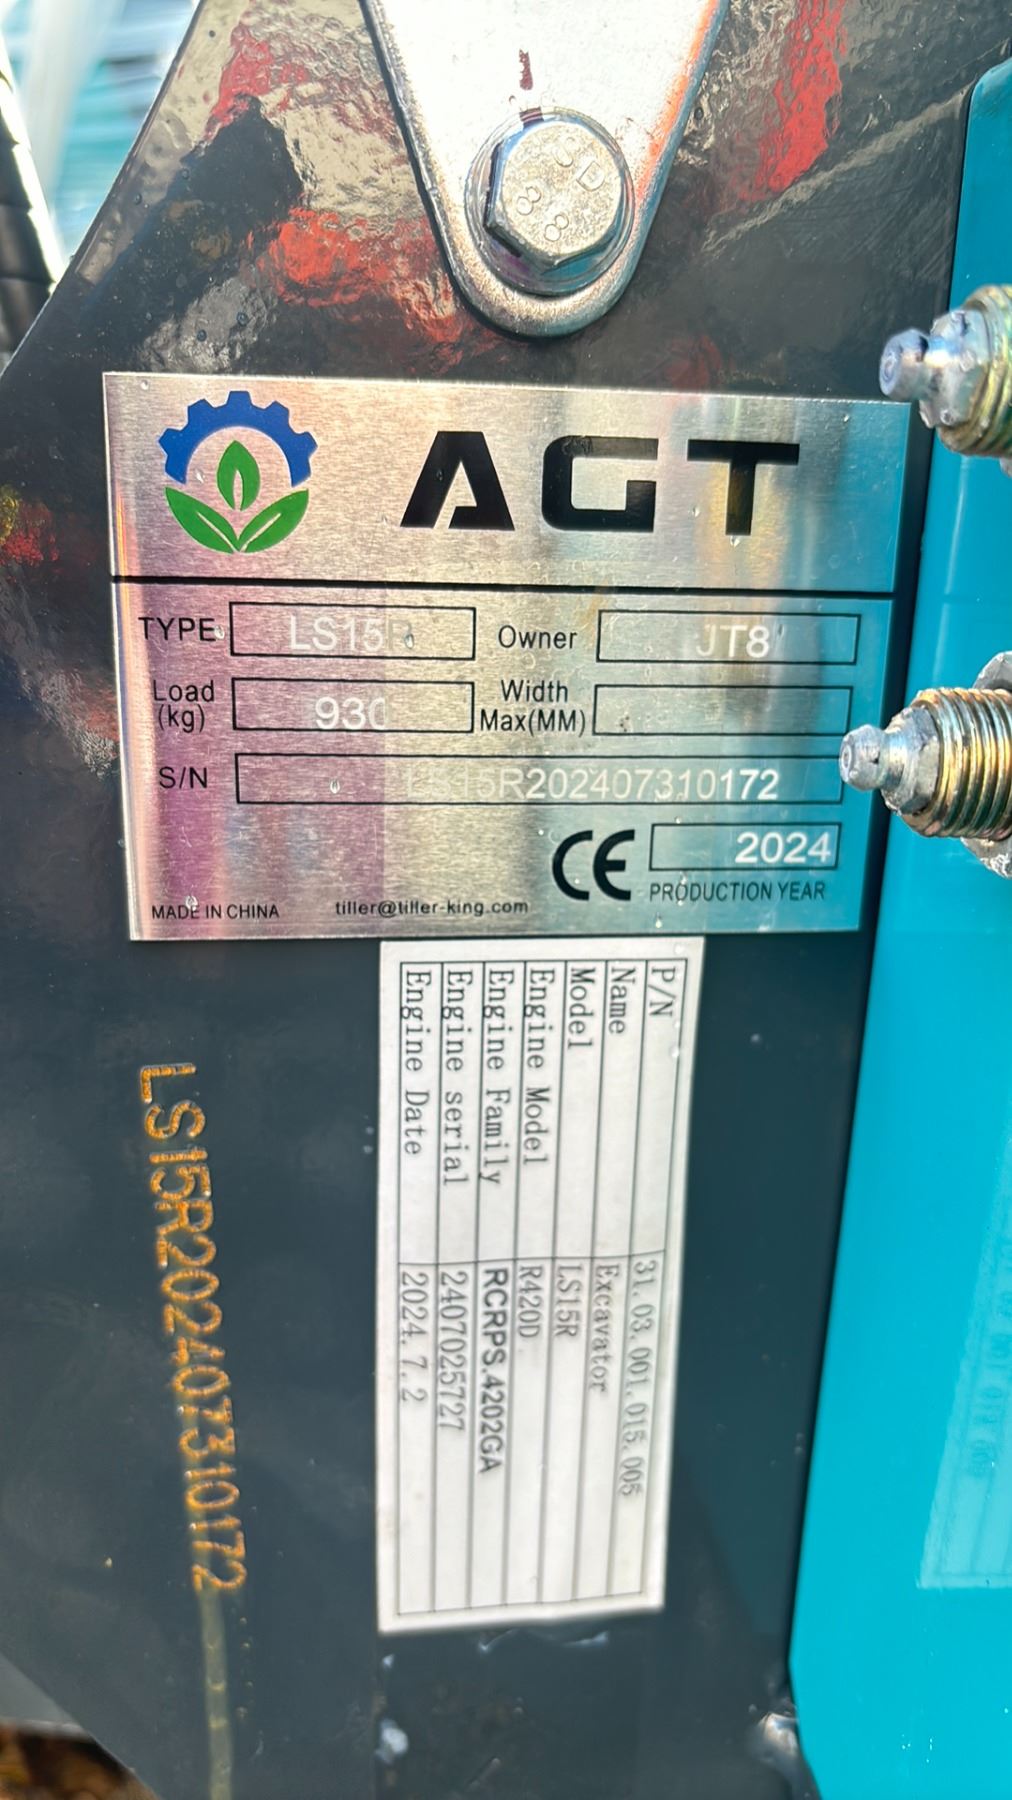 SD
8.8
AGT
TYPE LS15R Owner JT8
Load (kg) 930 Width Max(MM)
S/N LS15R202407310172
CE 2024
PRODUCTION YEAR
MADE IN CHINA tiller@tiller-king.com
P/N 31.03.001.015.005
Name Excavator
Model LS15R
Engine Model R420D
Engine Family RCRPS.4202GA
Engine serial 2407025727
Engine Date 2024.7.2
LS15R202407310172